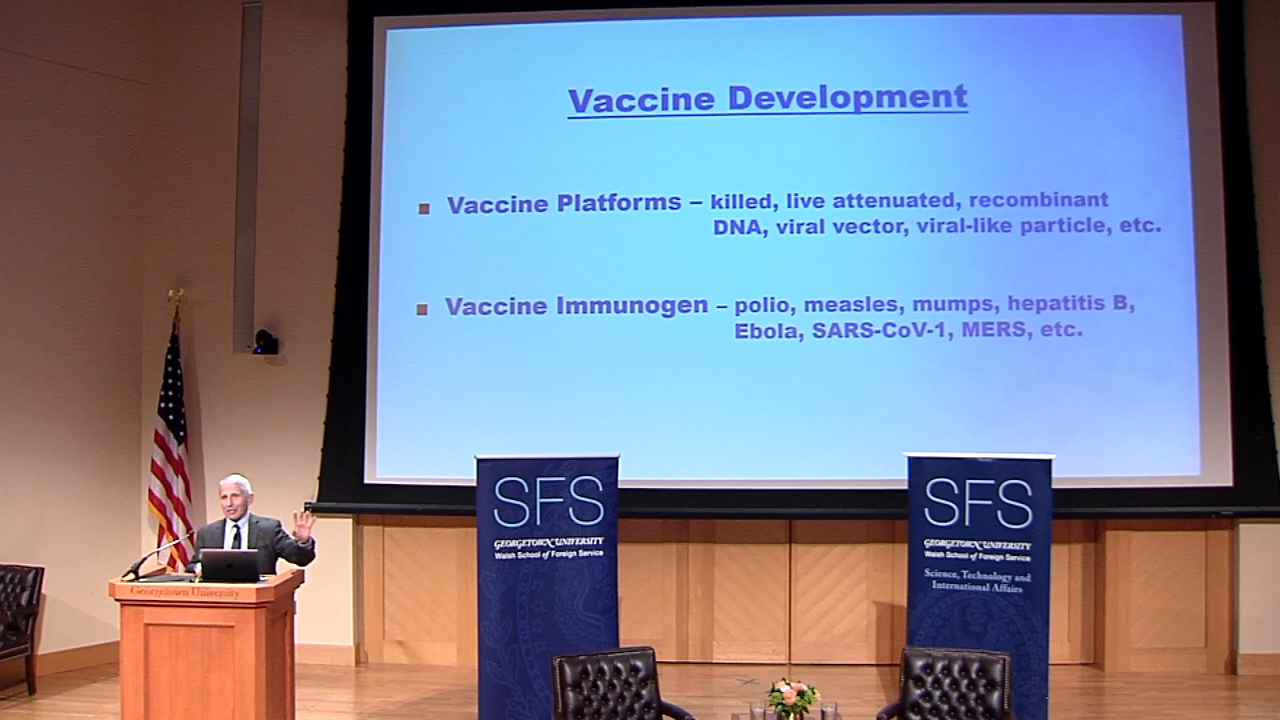 Vaccine Development
Vaccine Platforms – killed, live attenuated, recombinant
DNA, viral vector, viral-like particle, etc.
Vaccine Immunogen – polio, measles, mumps, hepatitis B,
Ebola, SARS-CoV-1, MERS, etc.
SFS
GEORGETOWN UNIVERSITY
Walsh School of Foreign Service
SFS
GEORGETOWN UNIVERSITY
Walsh School of Foreign Service
Science, Technology and
International Affairs
Georgetown University